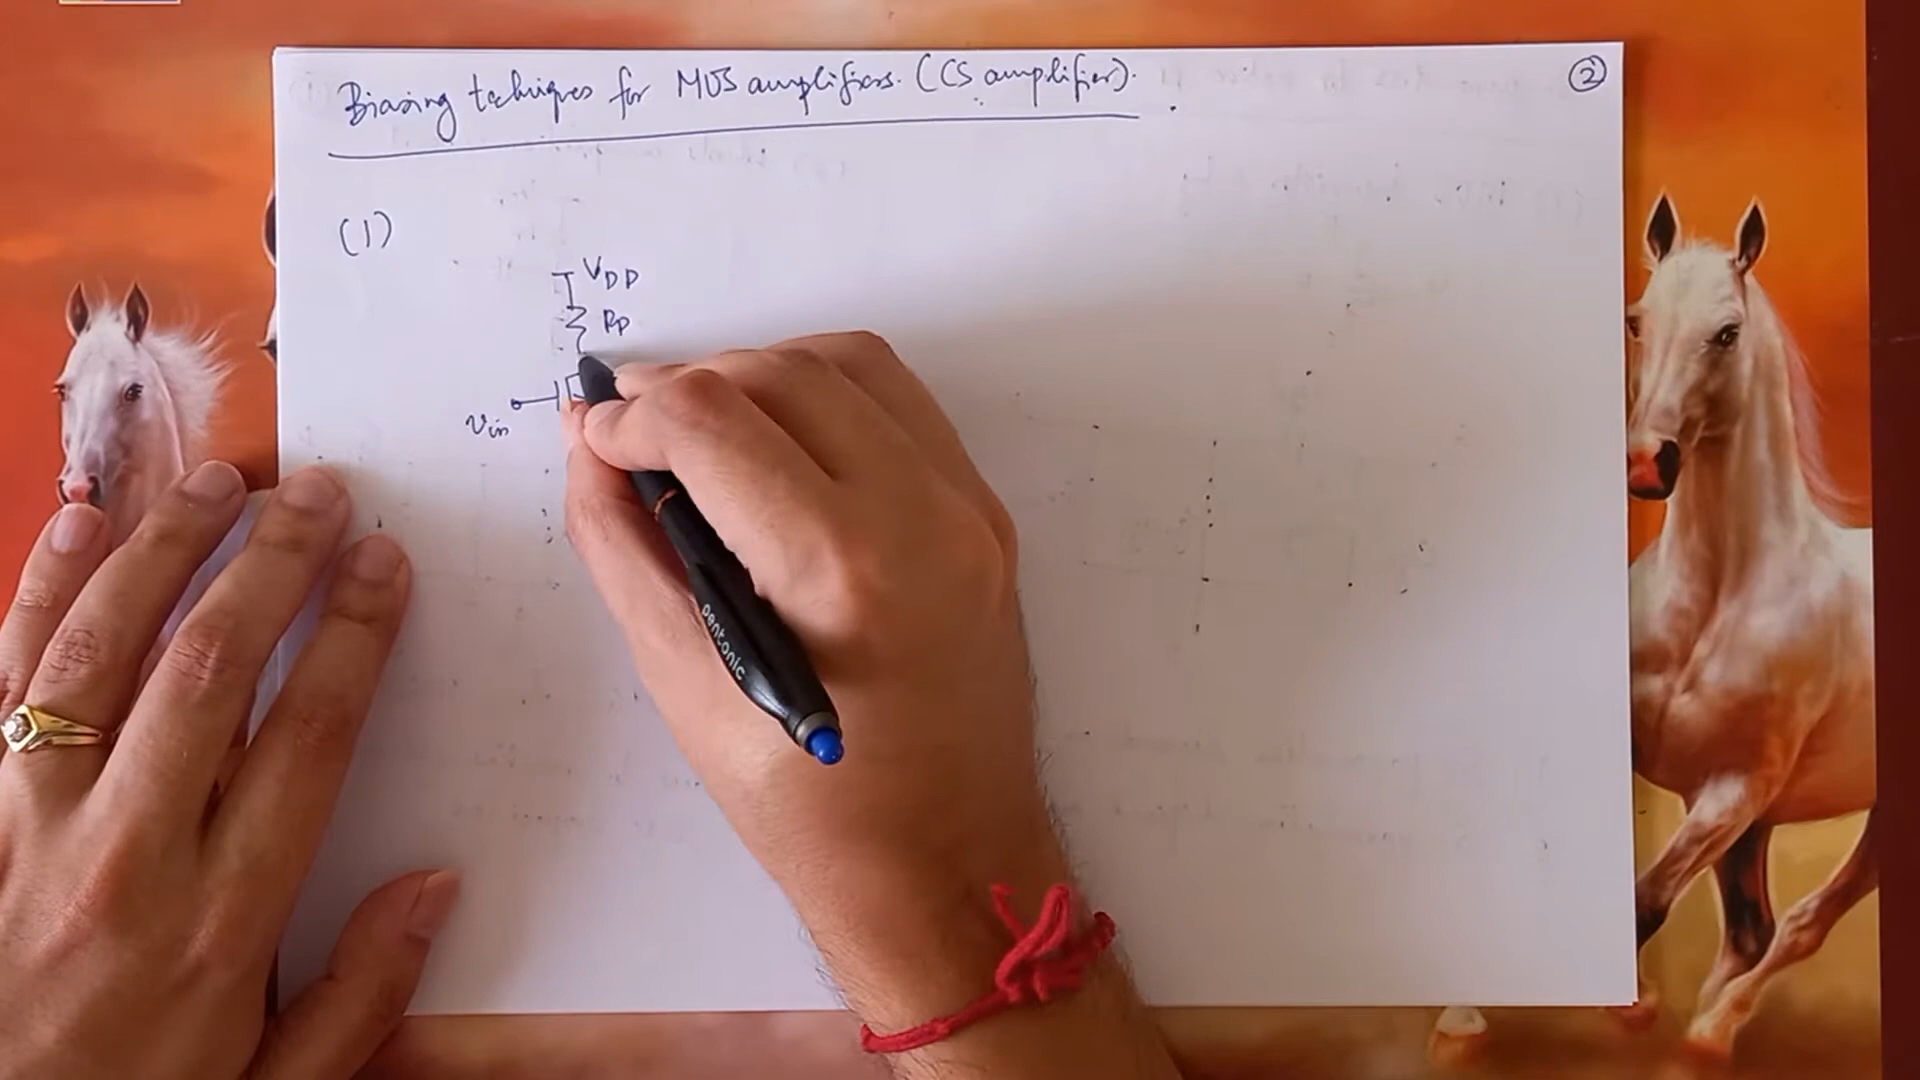 Biasing techniques for MOS amplifiers. (CS amplifier).
②
(1)
VDD
RD
vin
pentonic